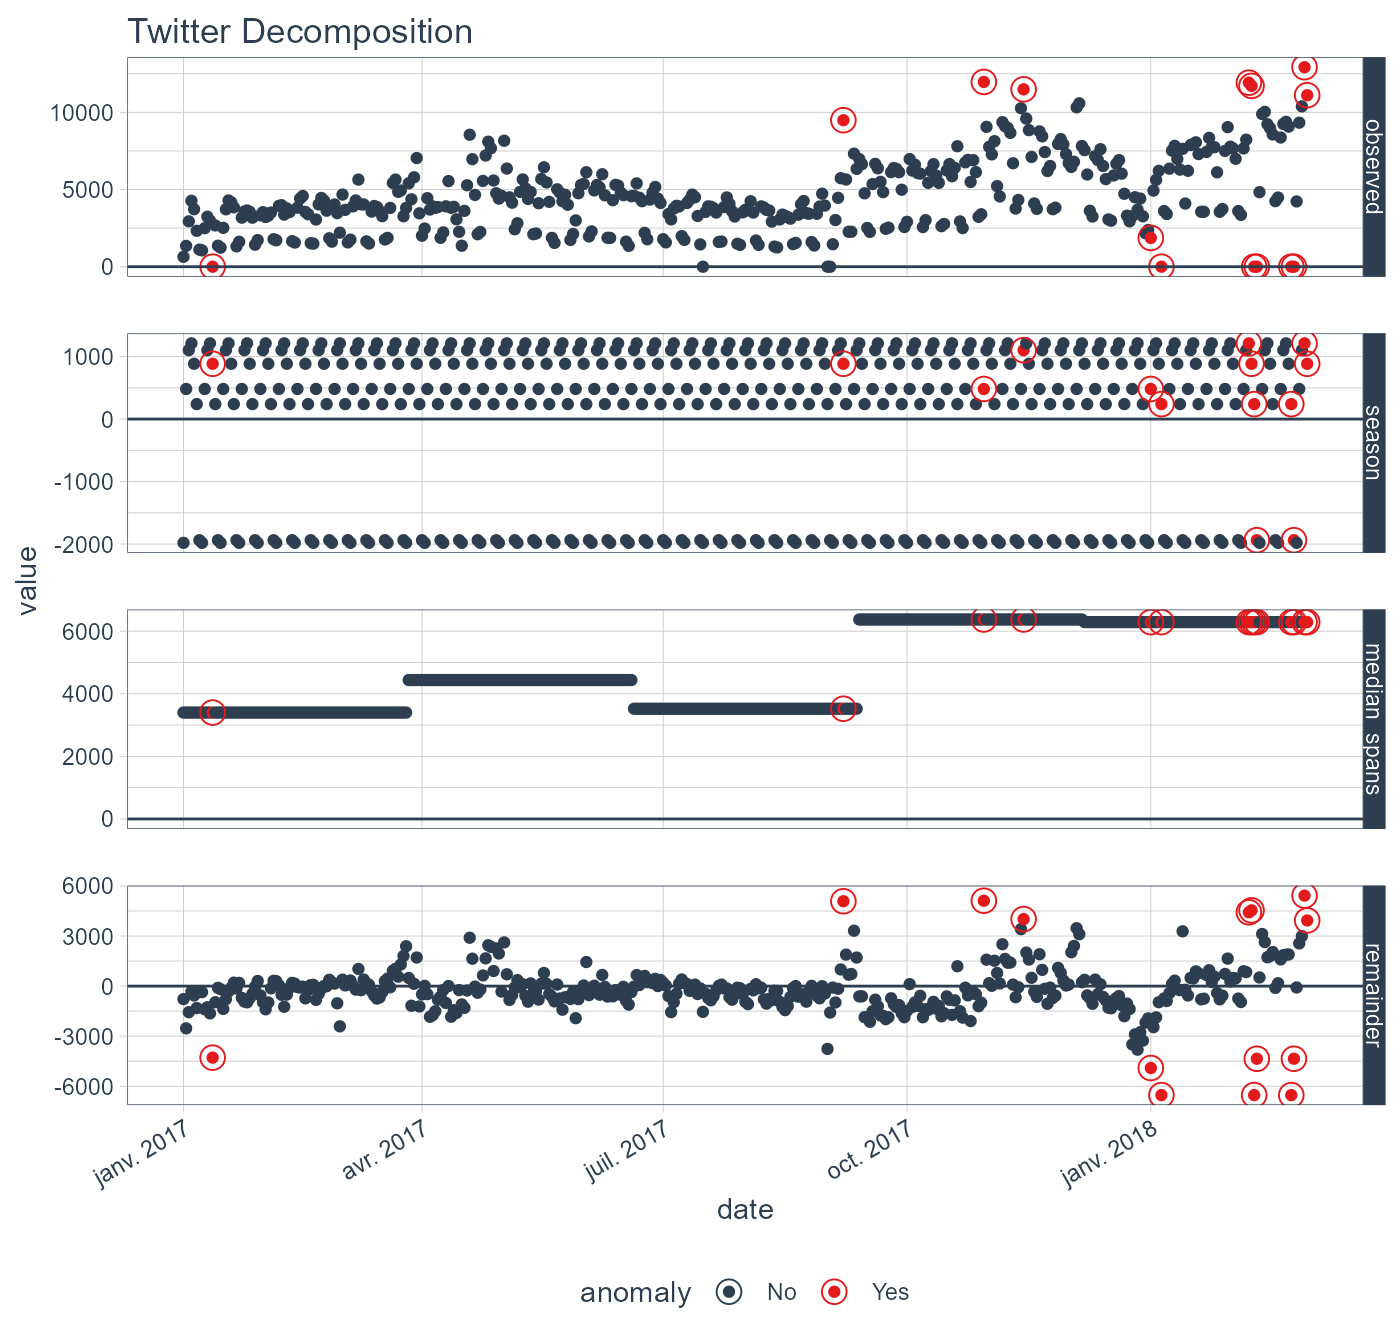 Twitter Decomposition
value
10000
5000
0
observed
1000
0
-1000
-2000
season
6000
4000
2000
0
median_spans
6000
3000
0
-3000
-6000
remainder
janv. 2017
avr. 2017
juil. 2017
oct. 2017
janv. 2018
date
anomaly No Yes